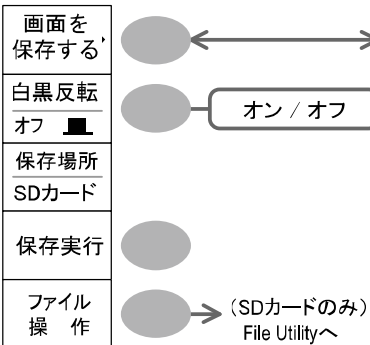 画面を
保存する
白黒反転
オフ
オン / オフ
保存場所
SDカード
保存実行
ファイル
操 作
(SDカードのみ)
File Utilityへ